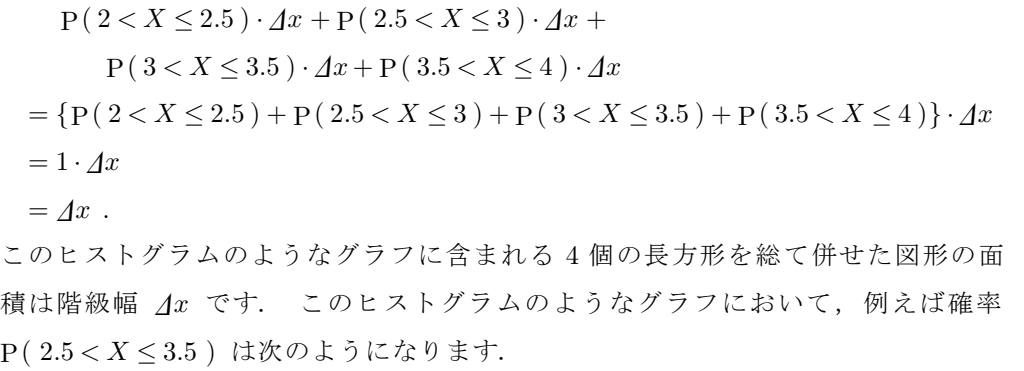 P( 2 < X ≤ 2.5 ) · Δx + P( 2.5 < X ≤ 3 ) · Δx +
P( 3 < X ≤ 3.5 ) · Δx + P( 3.5 < X ≤ 4 ) · Δx
= {P( 2 < X ≤ 2.5 ) + P( 2.5 < X ≤ 3 ) + P( 3 < X ≤ 3.5 ) + P( 3.5 < X ≤ 4 )} · Δx
= 1 · Δx
= Δx .
このヒストグラムのようなグラフに含まれる 4 個の長方形を総て併せた図形の面
積は階級幅 Δx です. このヒストグラムのようなグラフにおいて, 例えば確率
P( 2.5 < X ≤ 3.5 ) は次のようになります.